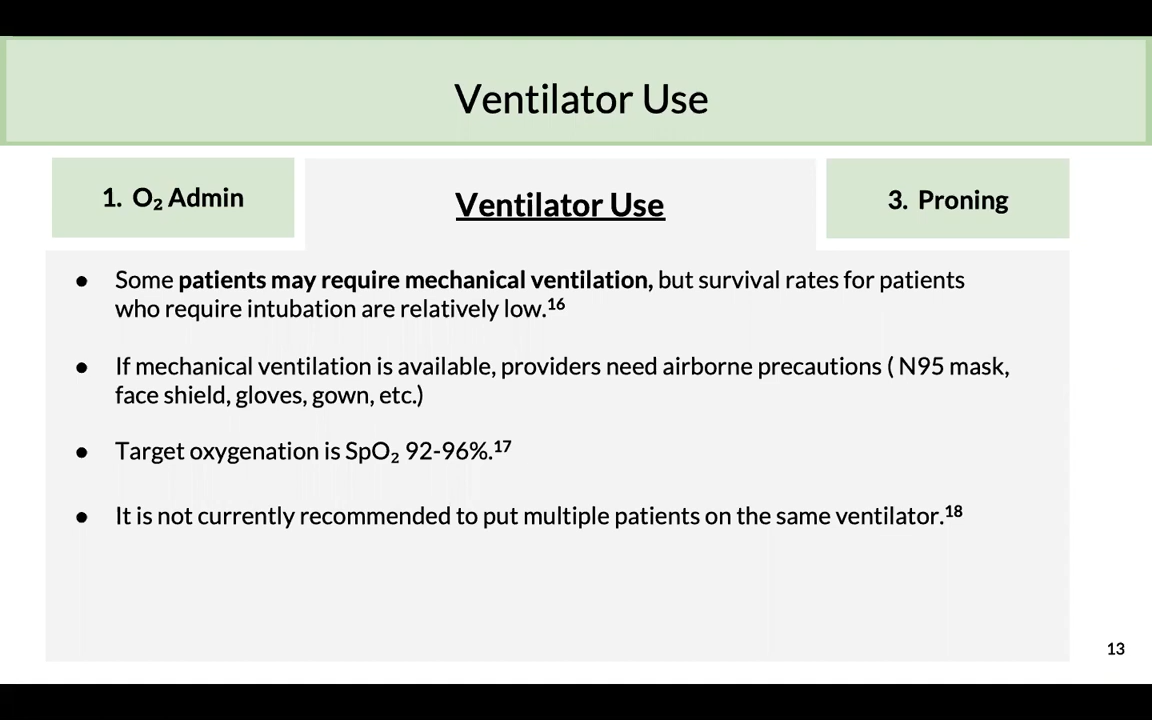 Ventilator Use
1. O₂ Admin
Ventilator Use
3. Proning
● Some patients may require mechanical ventilation, but survival rates for patients
who require intubation are relatively low.¹⁶
● If mechanical ventilation is available, providers need airborne precautions ( N95 mask,
face shield, gloves, gown, etc.)
● Target oxygenation is SpO₂ 92-96%.¹⁷
● It is not currently recommended to put multiple patients on the same ventilator.¹⁸
13